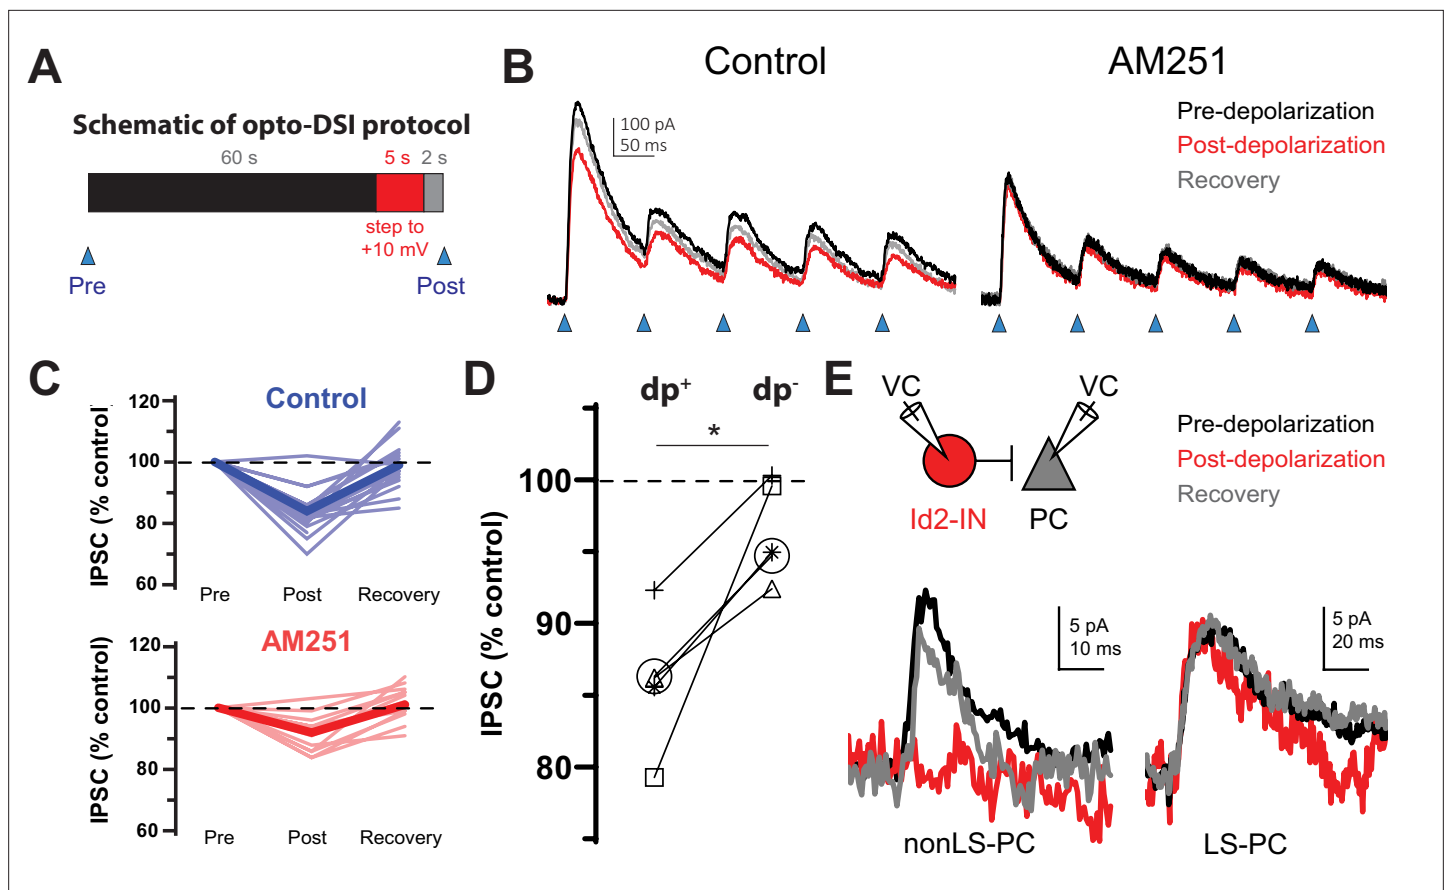 A
Schematic of opto-DSI protocol
60 s
5 s
2 s
step to
+10 mV
Pre
Post
B
Control
AM251
100 pA
50 ms
Pre-depolarization
Post-depolarization
Recovery
C
Control
IPSC (% control)
120
100
80
60
Pre
Post
Recovery
AM251
IPSC (% control)
120
100
80
60
Pre
Post
Recovery
D
dp+
dp-
*
IPSC (% control)
100
90
80
E
VC
VC
Id2-IN
PC
Pre-depolarization
Post-depolarization
Recovery
5 pA
10 ms
nonLS-PC
5 pA
20 ms
LS-PC